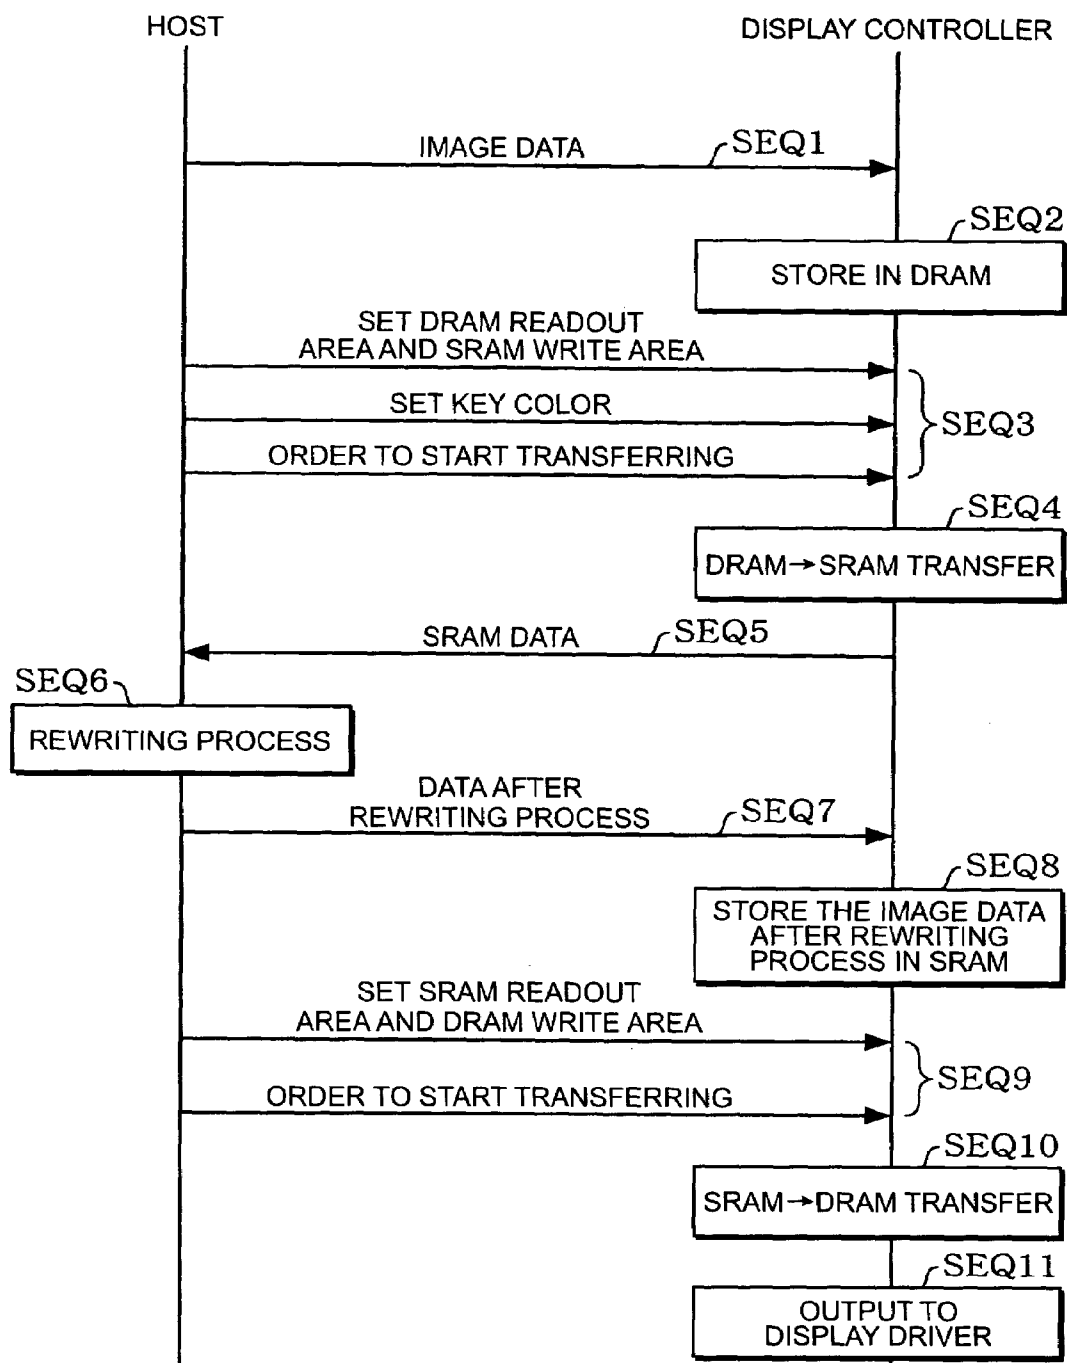 HOST
DISPLAY CONTROLLER
IMAGE DATA
SEQ1
SEQ2
STORE IN DRAM
SET DRAM READOUT
AREA AND SRAM WRITE AREA
SET KEY COLOR
SEQ3
ORDER TO START TRANSFERRING
SEQ4
DRAM→SRAM TRANSFER
SRAM DATA
SEQ5
SEQ6
REWRITING PROCESS
DATA AFTER
REWRITING PROCESS
SEQ7
SEQ8
STORE THE IMAGE DATA
AFTER REWRITING
PROCESS IN SRAM
SET SRAM READOUT
AREA AND DRAM WRITE AREA
SEQ9
ORDER TO START TRANSFERRING
SEQ10
SRAM→DRAM TRANSFER
SEQ11
OUTPUT TO
DISPLAY DRIVER